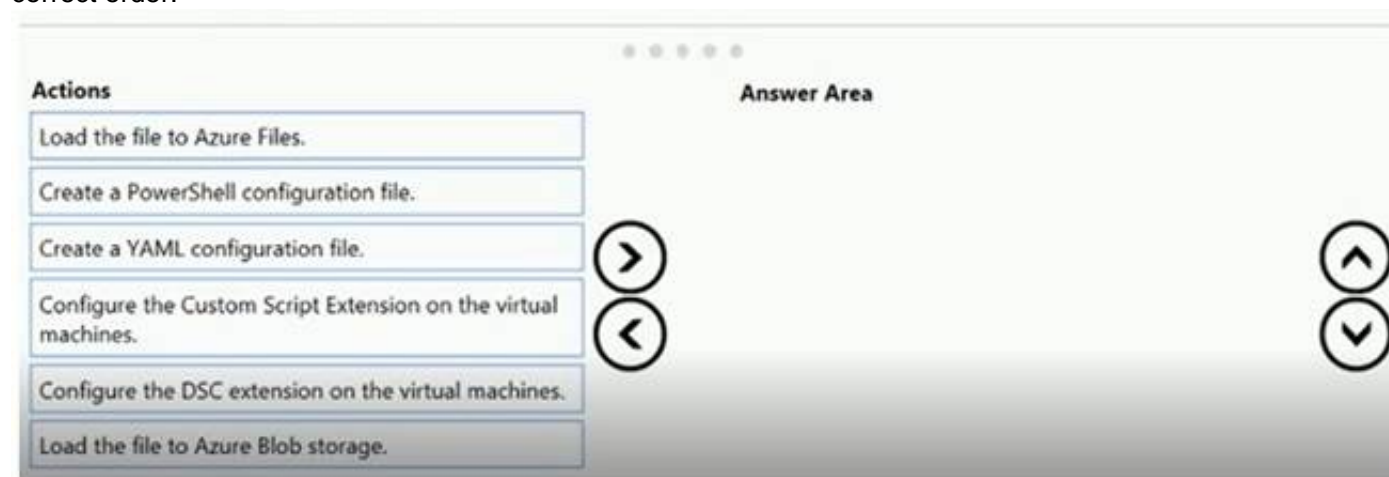 correct order.
Actions
Answer Area
Load the file to Azure Files.
Create a PowerShell configuration file.
Create a YAML configuration file.
Configure the Custom Script Extension on the virtual
machines.
Configure the DSC extension on the virtual machines.
Load the file to Azure Blob storage.